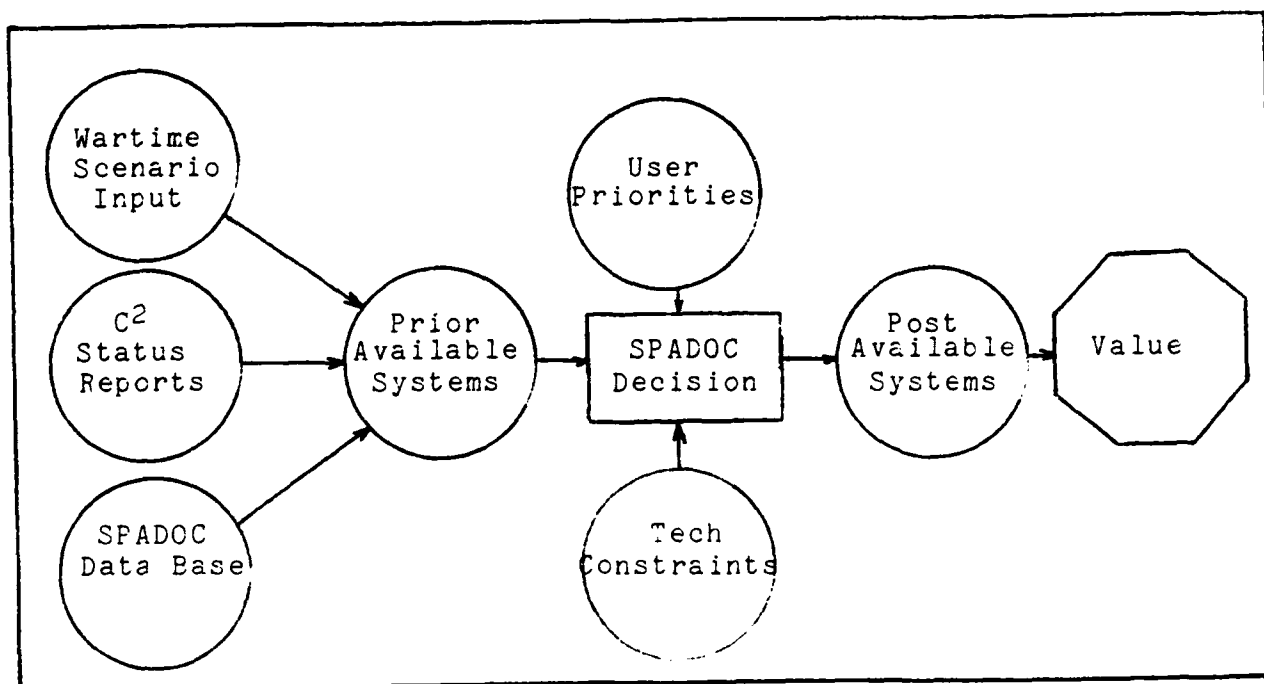 Wartime
Scenario
Input
C²
Status
Reports
SPADOC
Data Base
Prior
Available
Systems
User
Priorities
SPADOC
Decision
Tech
Constraints
Post
Available
Systems
Value